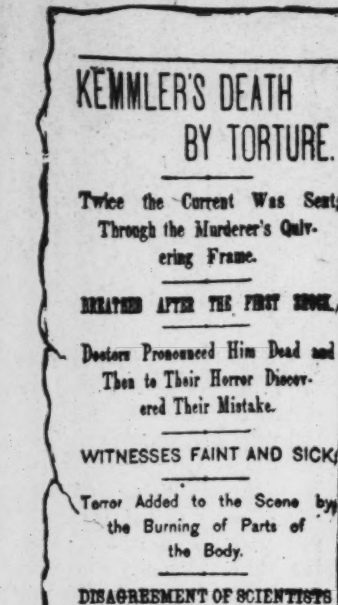 KEMMLER'S DEATH
BY TORTURE.
Twice the Current Was Sent
Through the Murderer's Quiv-
ering Frame.
BREATHED AFTER THE FIRST SHOCK.
Doctors Pronounced Him Dead and
Then to Their Horror Discov-
ered Their Mistake.
WITNESSES FAINT AND SICK
Terror Added to the Scene by
the Burning of Parts of
the Body.
DISAGREEMENT OF SCIENTISTS